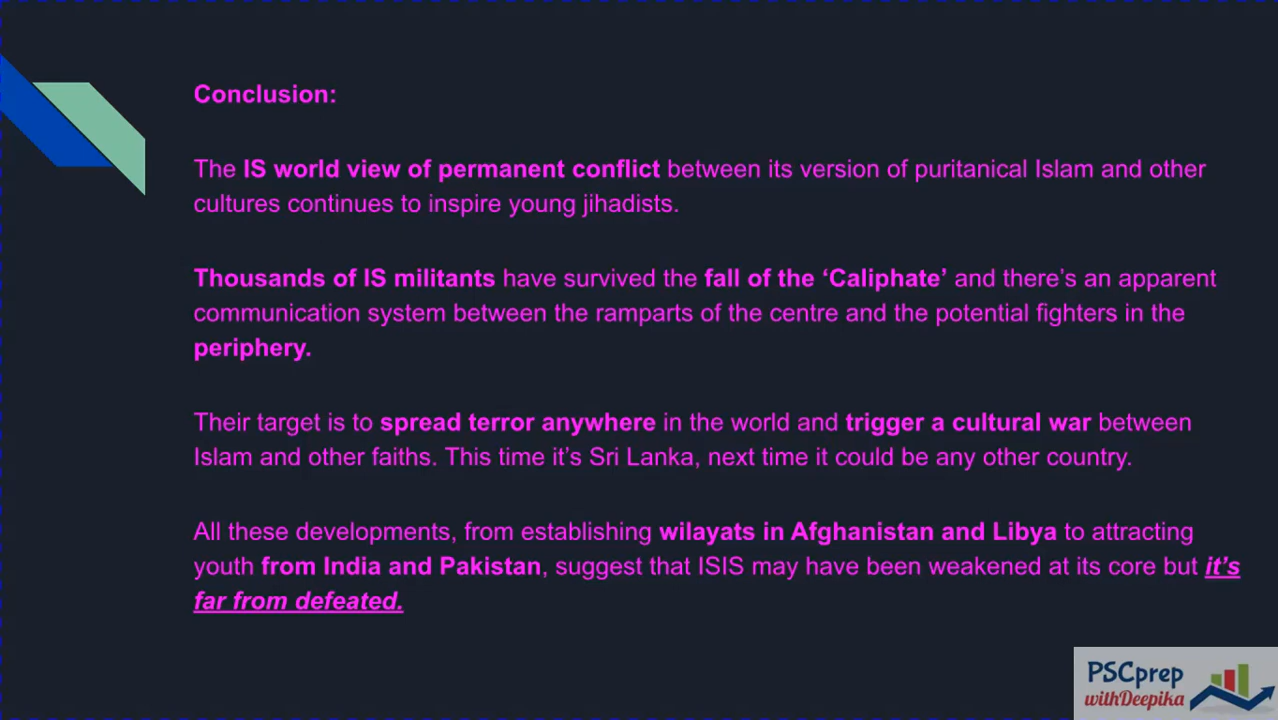 Conclusion:
The IS world view of permanent conflict between its version of puritanical Islam and other
cultures continues to inspire young jihadists.
Thousands of IS militants have survived the fall of the ‘Caliphate’ and there’s an apparent
communication system between the ramparts of the centre and the potential fighters in the
periphery.
Their target is to spread terror anywhere in the world and trigger a cultural war between
Islam and other faiths. This time it’s Sri Lanka, next time it could be any other country.
All these developments, from establishing wilayats in Afghanistan and Libya to attracting
youth from India and Pakistan, suggest that ISIS may have been weakened at its core but it’s
far from defeated.
PSCprep
withDeepika